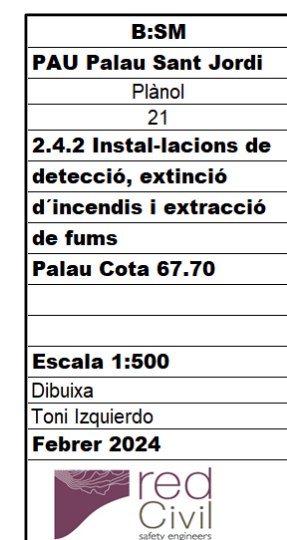 B:SM
PAU Palau Sant Jordi
Plànol
21
2.4.2 Instal-lacions de
detecció, extinció
d´incendis i extracció
de fums
Palau Cota 67.70
Escala 1:500
Dibuixa
Toni Izquierdo
Febrer 2024
red
Civil
safety engineers